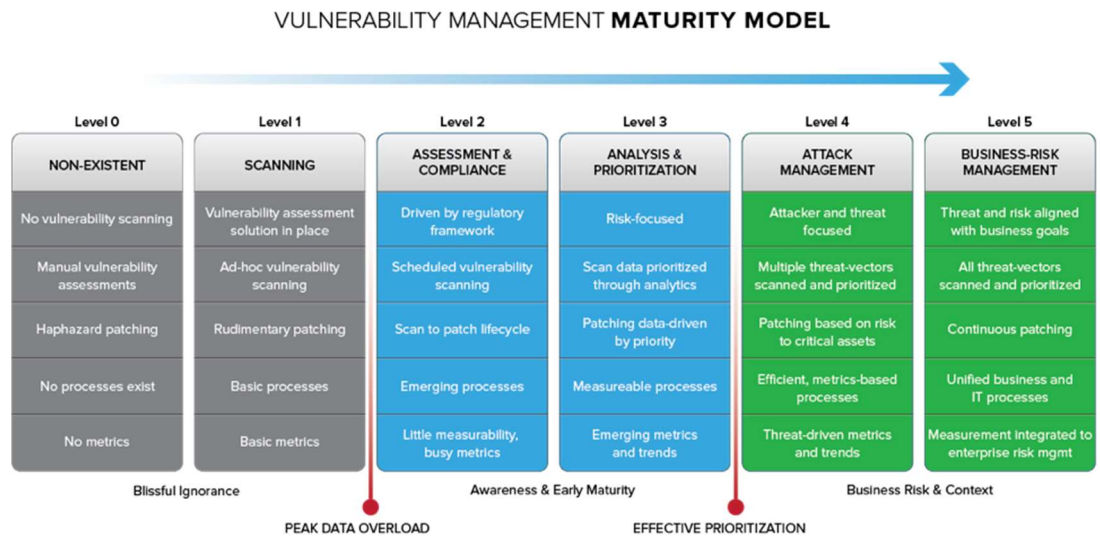 VULNERABILITY MANAGEMENT MATURITY MODEL
Level 0
NON-EXISTENT
No vulnerability scanning
Manual vulnerability
assessments
Haphazard patching
No processes exist
No metrics
Level 1
SCANNING
Vulnerability assessment
solution in place
Ad-hoc vulnerability
scanning
Rudimentary patching
Basic processes
Basic metrics
Level 2
ASSESSMENT &
COMPLIANCE
Driven by regulatory
framework
Scheduled vulnerability
scanning
Scan to patch lifecycle
Emerging processes
Little measurability,
busy metrics
Level 3
ANALYSIS &
PRIORITIZATION
Risk-focused
Scan data prioritized
through analytics
Patching data-driven
by priority
Measureable processes
Emerging metrics
and trends
Level 4
ATTACK
MANAGEMENT
Attacker and threat
focused
Multiple threat-vectors
scanned and prioritized
Patching based on risk
to critical assets
Efficient, metrics-based
processes
Threat-driven metrics
and trends
Level 5
BUSINESS-RISK
MANAGEMENT
Threat and risk aligned
with business goals
All threat-vectors
scanned and prioritized
Continuous patching
Unified business and
IT processes
Measurement integrated to
enterprise risk mgmt
Blissful Ignorance
Awareness & Early Maturity
Business Risk & Context
PEAK DATA OVERLOAD
EFFECTIVE PRIORITIZATION